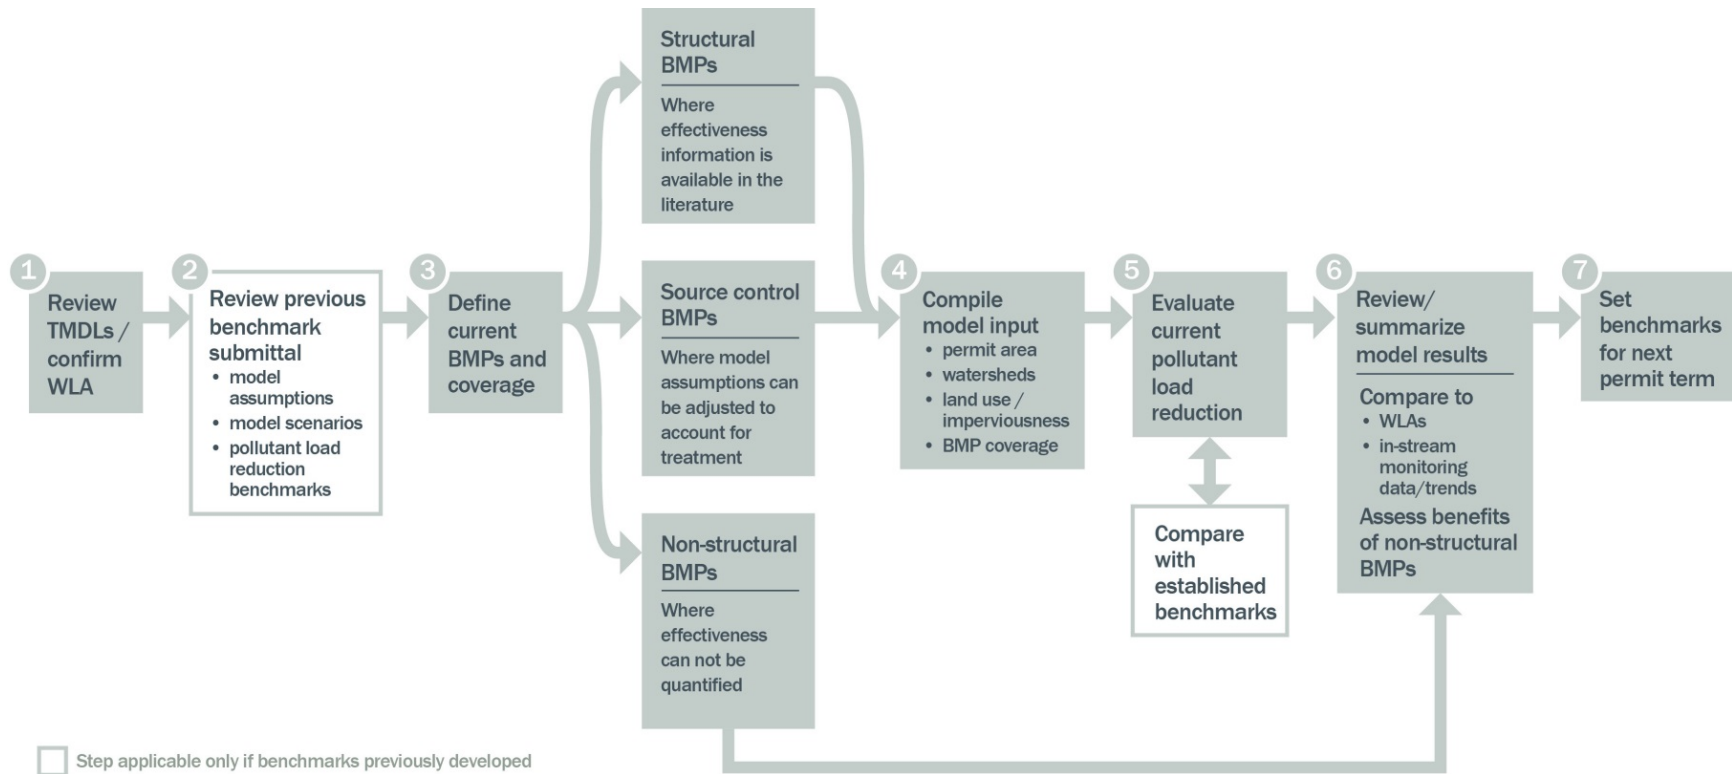 1
Review
TMDLs /
confirm
WLA
2
Review previous
benchmark
submittal
• model
assumptions
• model scenarios
• pollutant load
reduction
benchmarks
3
Define
current
BMPs and
coverage
Structural
BMPs
Where
effectiveness
information is
available in the
literature
Source control
BMPs
Where model
assumptions can
be adjusted to
account for
treatment
Non-structural
BMPs
Where
effectiveness
can not be
quantified
4
Compile
model input
• permit area
• watersheds
• land use /
imperviousness
• BMP coverage
5
Evaluate
current
pollutant
load
reduction
Compare
with
established
benchmarks
6
Review/
summarize
model results
Compare to
• WLAs
• in-stream
monitoring
data/trends
Assess benefits
of non-structural
BMPs
7
Set
benchmarks
for next
permit term
Step applicable only if benchmarks previously developed